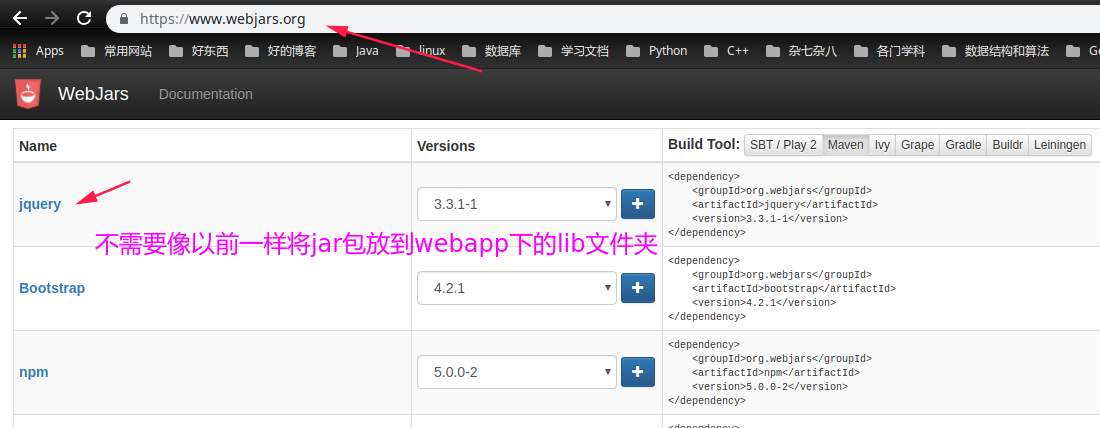 https://www.webjars.org
Apps 常用网站 好东西 好的博客 Java linux 数据库 学习文档 Python C++ 杂七杂八 各门学科 数据结构和算法 Go
WebJars Documentation
Name Versions Build Tool: SBT / Play 2 Maven Ivy Grape Gradle Buildr Leiningen
jquery 3.3.1-1
<dependency>
<groupId>org.webjars</groupId>
<artifactId>jquery</artifactId>
<version>3.3.1-1</version>
</dependency>
不需要像以前一样将jar包放到webapp下的lib文件夹
Bootstrap 4.2.1
<dependency>
<groupId>org.webjars</groupId>
<artifactId>bootstrap</artifactId>
<version>4.2.1</version>
</dependency>
npm 5.0.0-2
<dependency>
<groupId>org.webjars</groupId>
<artifactId>npm</artifactId>
<version>5.0.0-2</version>
</dependency>